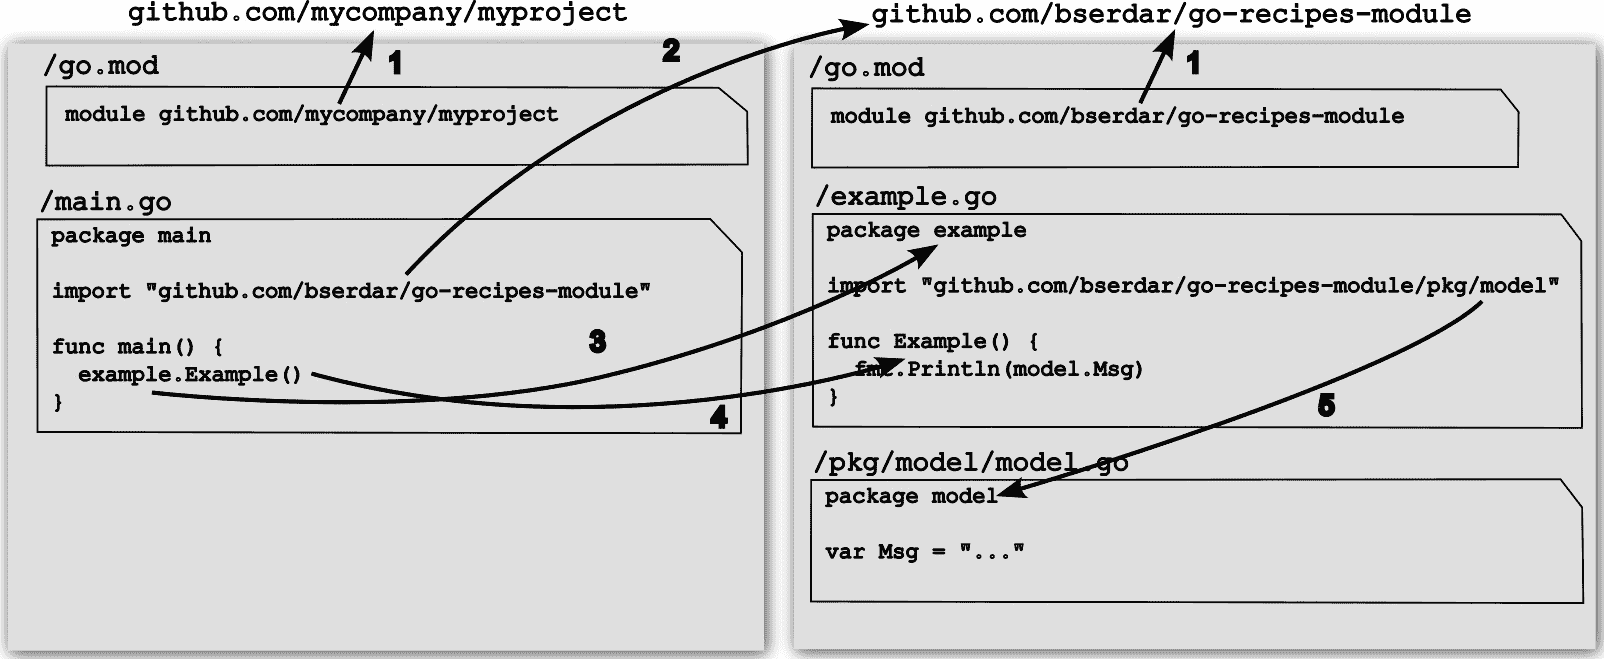 github.com/mycompany/myproject
1
2
/go.mod
module github.com/mycompany/myproject
/main.go
package main
import "github.com/bserdar/go-recipes-module"
func main() {
example.Example()
}
3
4
github.com/bserdar/go-recipes-module
1
/go.mod
module github.com/bserdar/go-recipes-module
/example.go
package example
import "github.com/bserdar/go-recipes-module/pkg/model"
func Example() {
fmt.Println(model.Msg)
}
5
/pkg/model/model.go
package model
var Msg = "..."